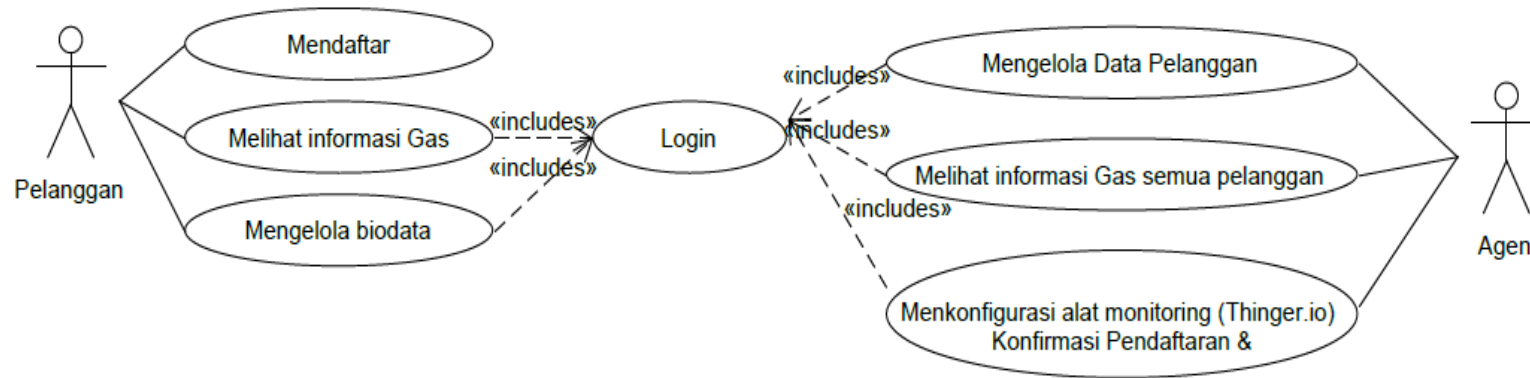 Mendaftar
Mengelola Data Pelanggan
«includes»
«includes»
Melihat informasi Gas
Login
«includes»
«includes»
Pelanggan
Melihat informasi Gas semua pelanggan
«includes»
Mengelola biodata
Agen
Menkonfigurasi alat monitoring (Thinger.io)
Konfirmasi Pendaftaran &